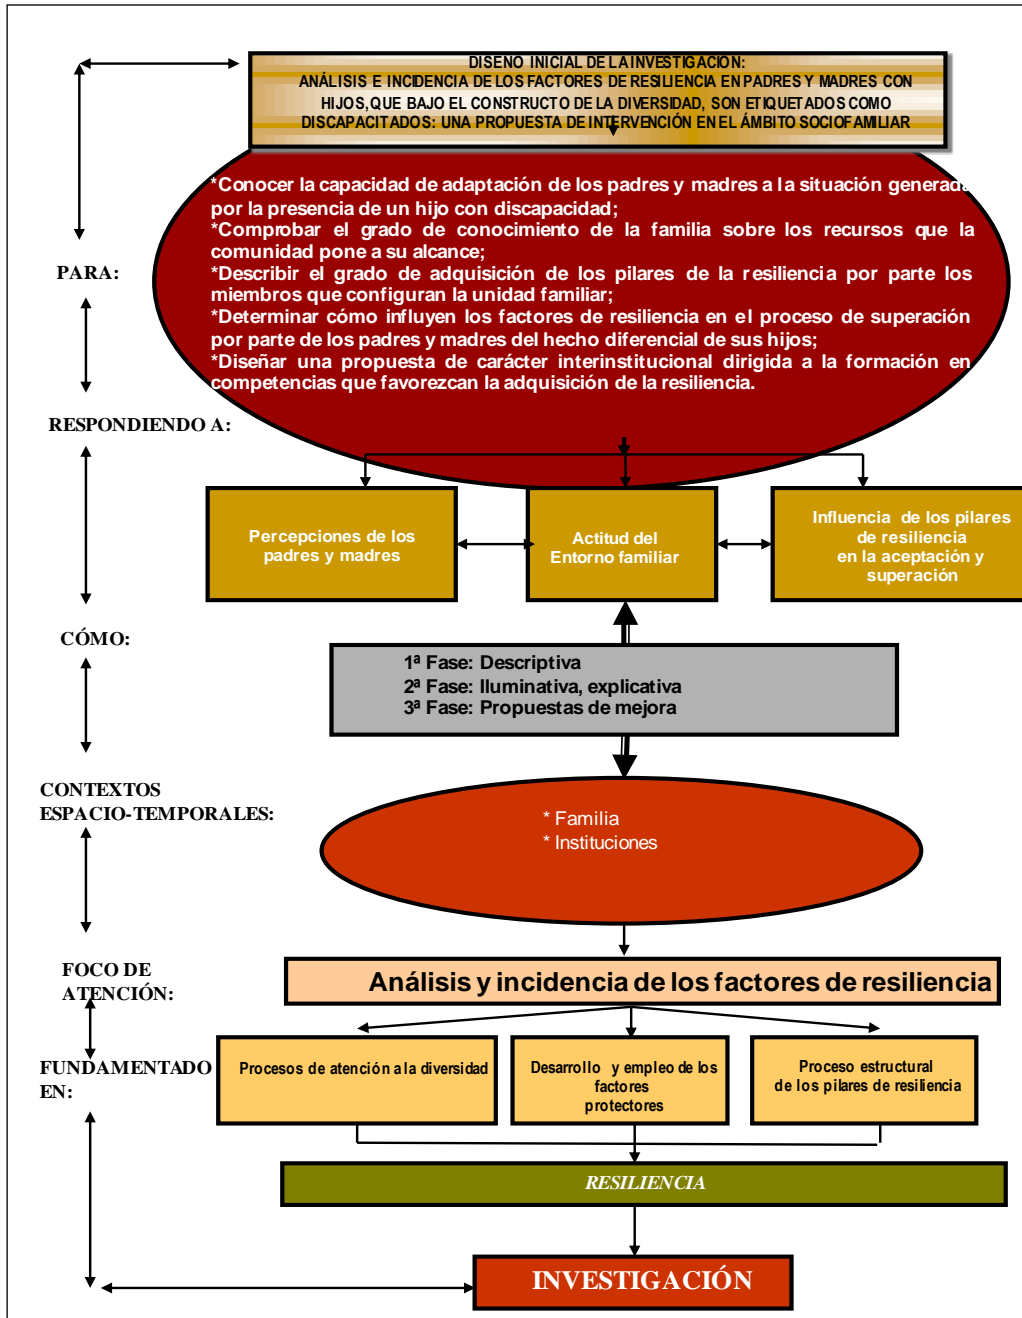 DISENO INICIAL DE LA INVESTIGACIÓN:
ANÁLISIS E INCIDENCIA DE LOS FACTORES DE RESILIENCIA EN PADRES Y MADRES CON
HIJOS, QUE BAJO EL CONSTRUCTO DE LA DIVERSIDAD, SON ETIQUETADOS COMO
DISCAPACITADOS: UNA PROPUESTA DE INTERVENCIÓN EN EL ÁMBITO SOCIOFAMILIAR
*Conocer la capacidad de adaptación de los padres y madres a la situación generada
por la presencia de un hijo con discapacidad;
*Comprobar el grado de conocimiento de la familia sobre los recursos que la
comunidad pone a su alcance;
*Describir el grado de adquisición de los pilares de la resiliencia por parte los
miembros que configuran la unidad familiar;
*Determinar cómo influyen los factores de resiliencia en el proceso de superación
por parte de los padres y madres del hecho diferencial de sus hijos;
*Diseñar una propuesta de carácter interinstitucional dirigida a la formación en
competencias que favorezcan la adquisición de la resiliencia.
PARA:
RESPONDIENDO A:
Percepciones de los
padres y madres
Actitud del
Entorno familiar
Influencia de los pilares
de resiliencia
en la aceptación y
superación
CÓMO:
1ª Fase: Descriptiva
2ª Fase: Iluminativa, explicativa
3ª Fase: Propuestas de mejora
CONTEXTOS
ESPACIO-TEMPORALES:
* Familia
* Instituciones
FOCO DE
ATENCIÓN:
Análisis y incidencia de los factores de resiliencia
FUNDAMENTADO
EN:
Procesos de atención a la diversidad
Desarrollo y empleo de los
factores
protectores
Proceso estructural
de los pilares de resiliencia
RESILIENCIA
INVESTIGACIÓN